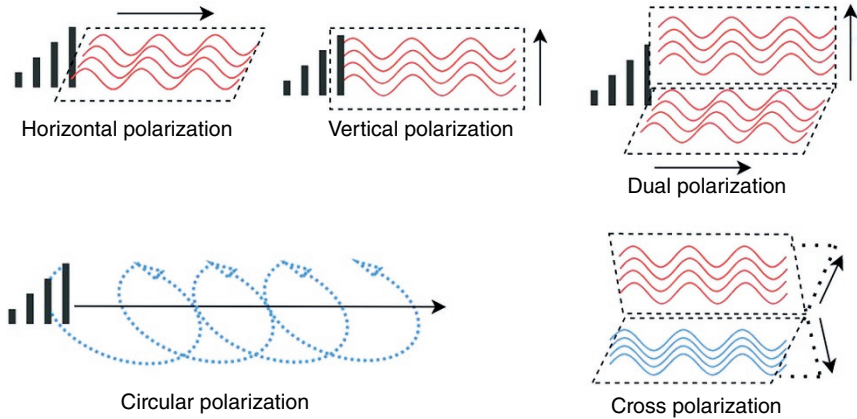 Horizontal polarization
Vertical polarization
Dual polarization
Circular polarization
Cross polarization